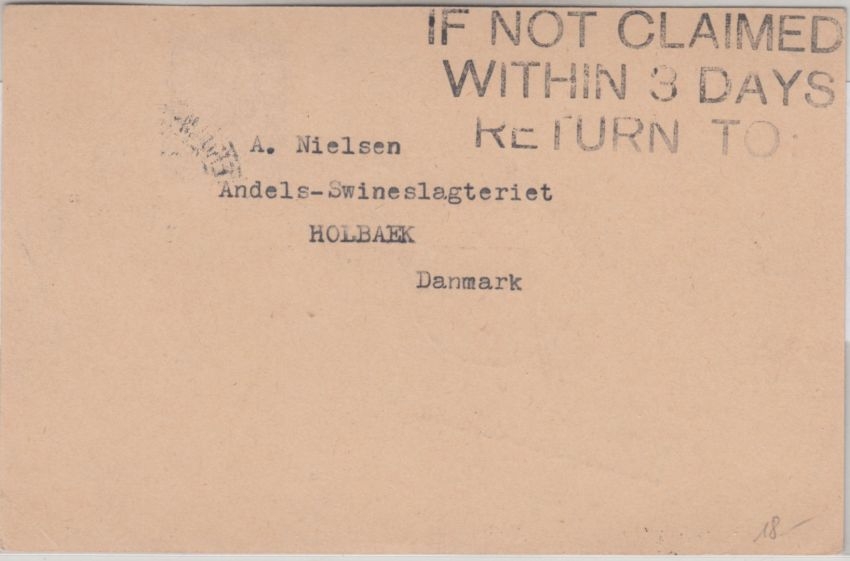 IF NOT CLAIMED
WITHIN 3 DAYS
RETURN TO:
A. Nielsen
Andels-Swineslagteriet
HOLBAEK
Danmark
18-